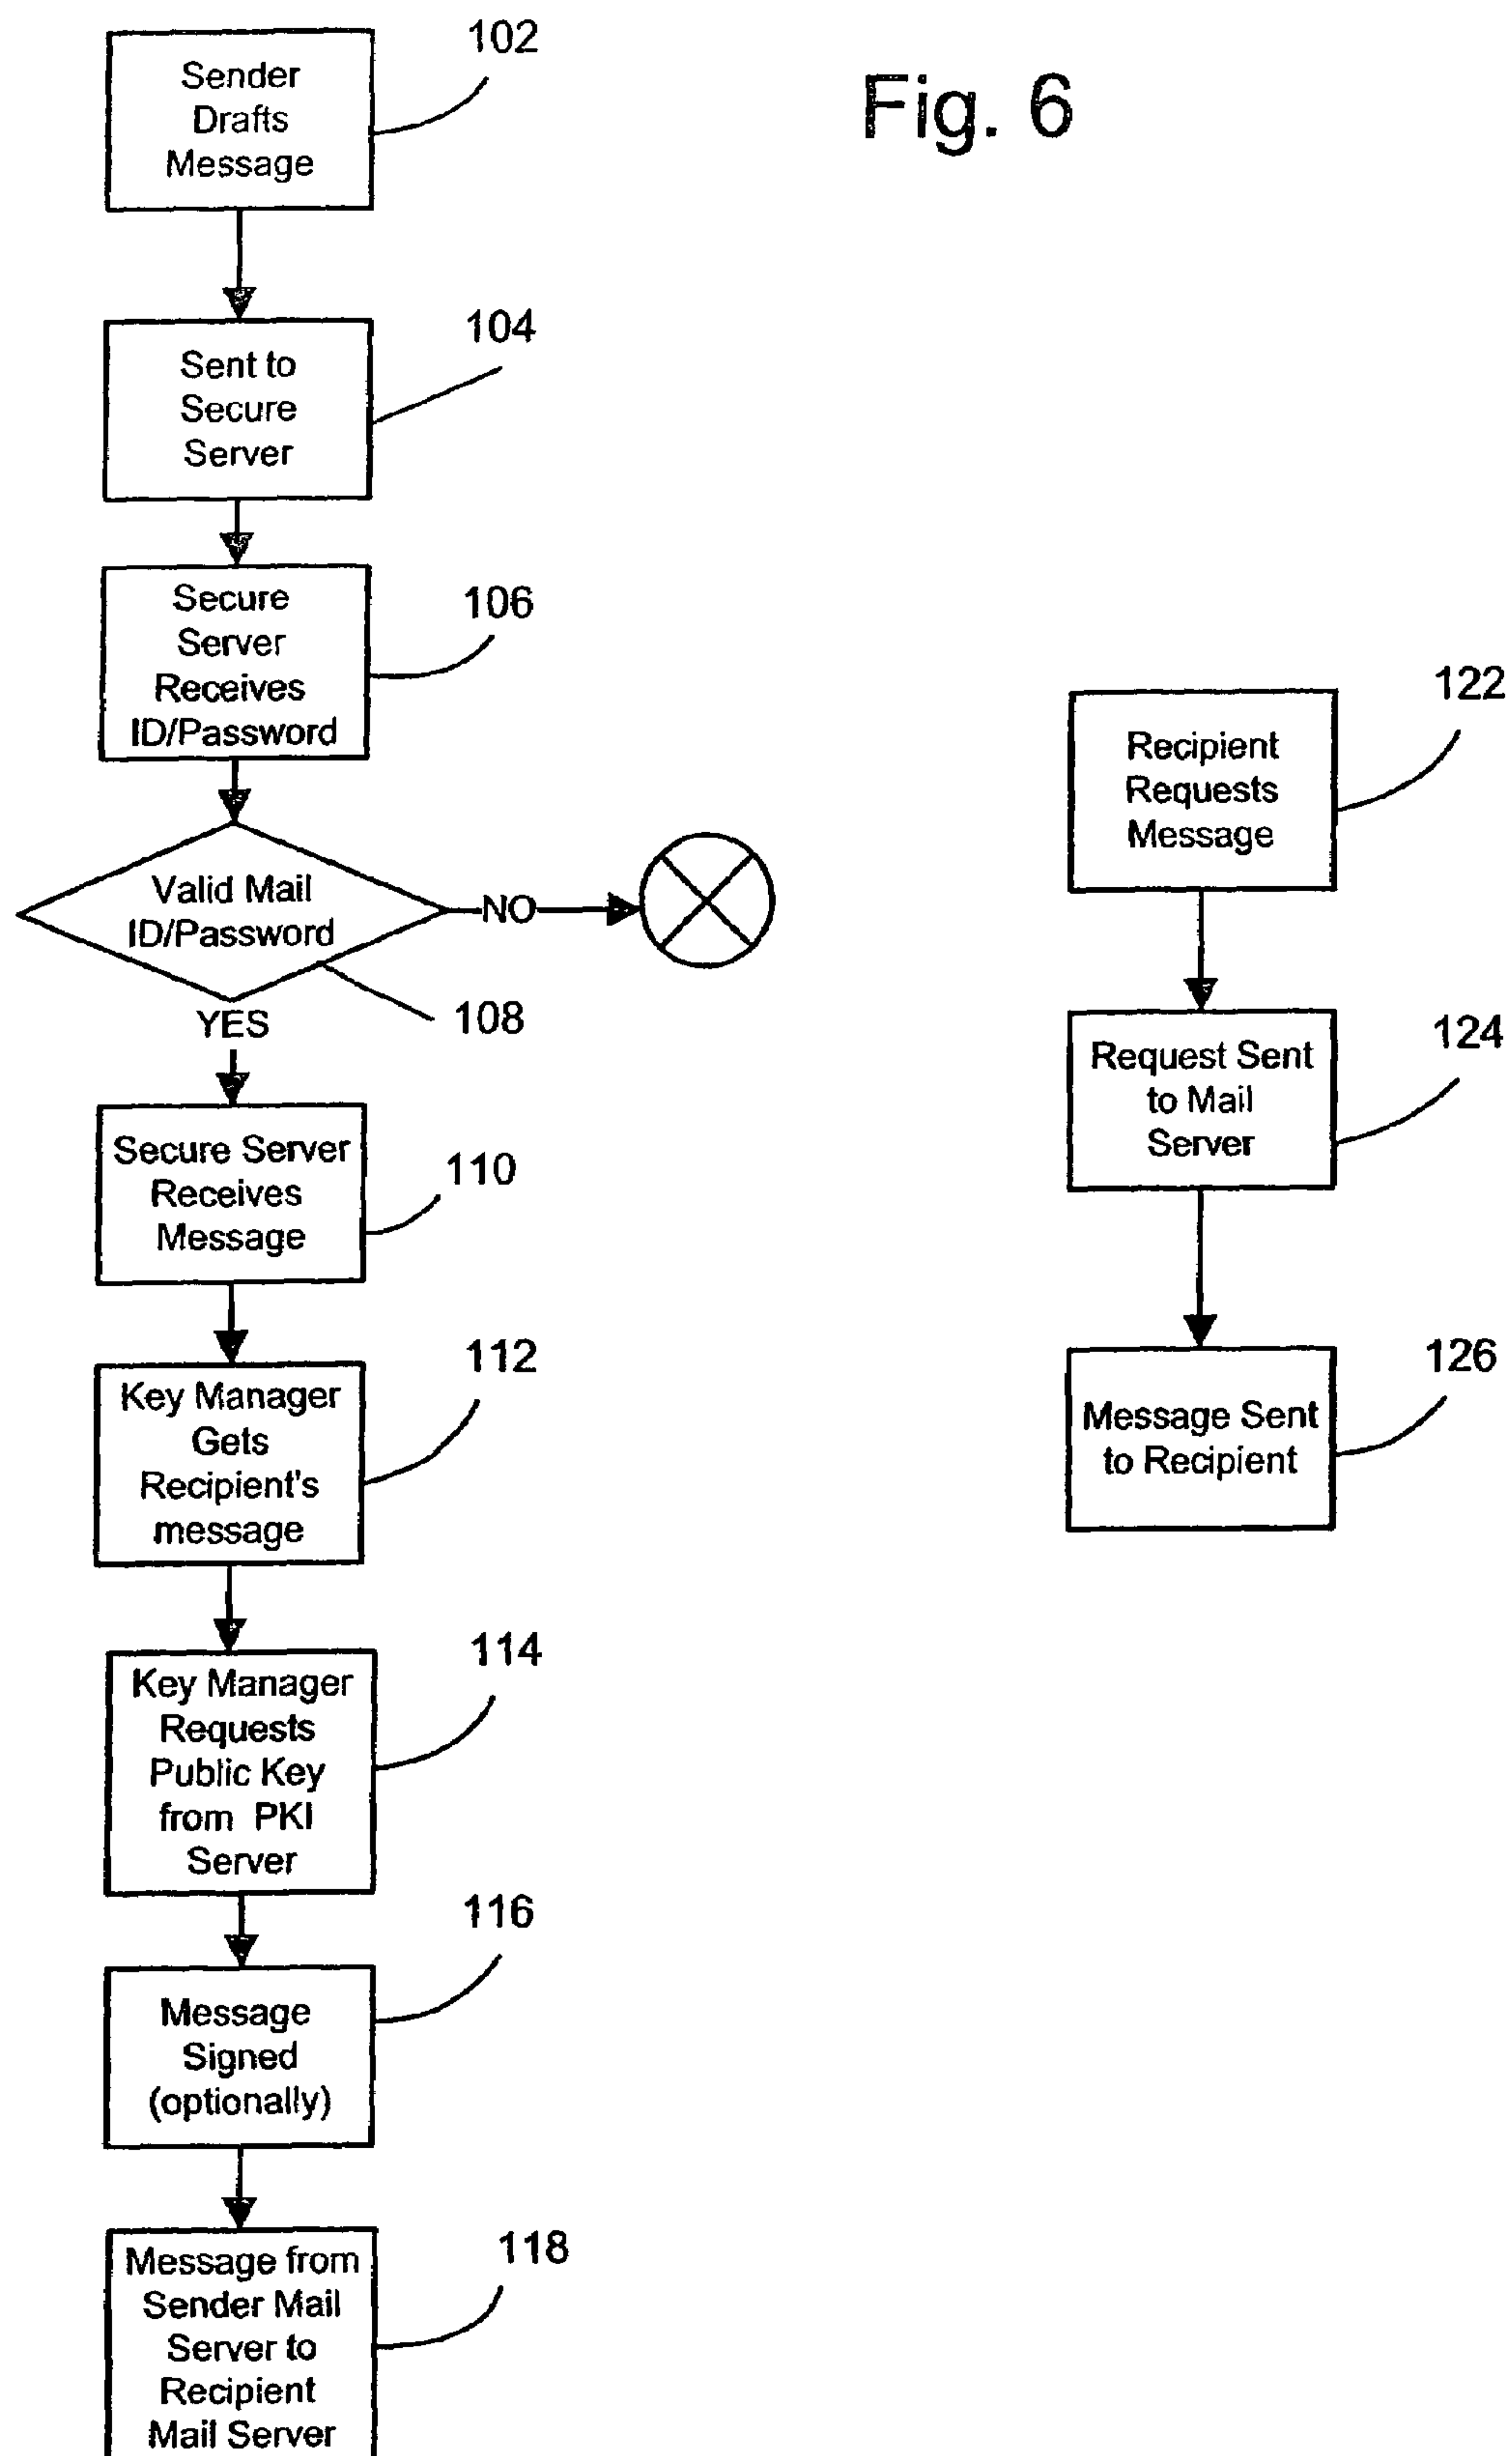 Fig. 6
102
Sender
Drafts
Message
104
Sent to
Secure
Server
106
Secure
Server
Receives
ID/Password
Valid Mail
ID/Password
NO
108
YES
110
Secure Server
Receives
Message
112
Key Manager
Gets
Recipient's
message
114
Key Manager
Requests
Public Key
from PKI
Server
116
Message
Signed
(optionally)
118
Message from
Sender Mail
Server to
Recipient
Mail Server
122
Recipient
Requests
Message
124
Request Sent
to Mail
Server
126
Message Sent
to Recipient